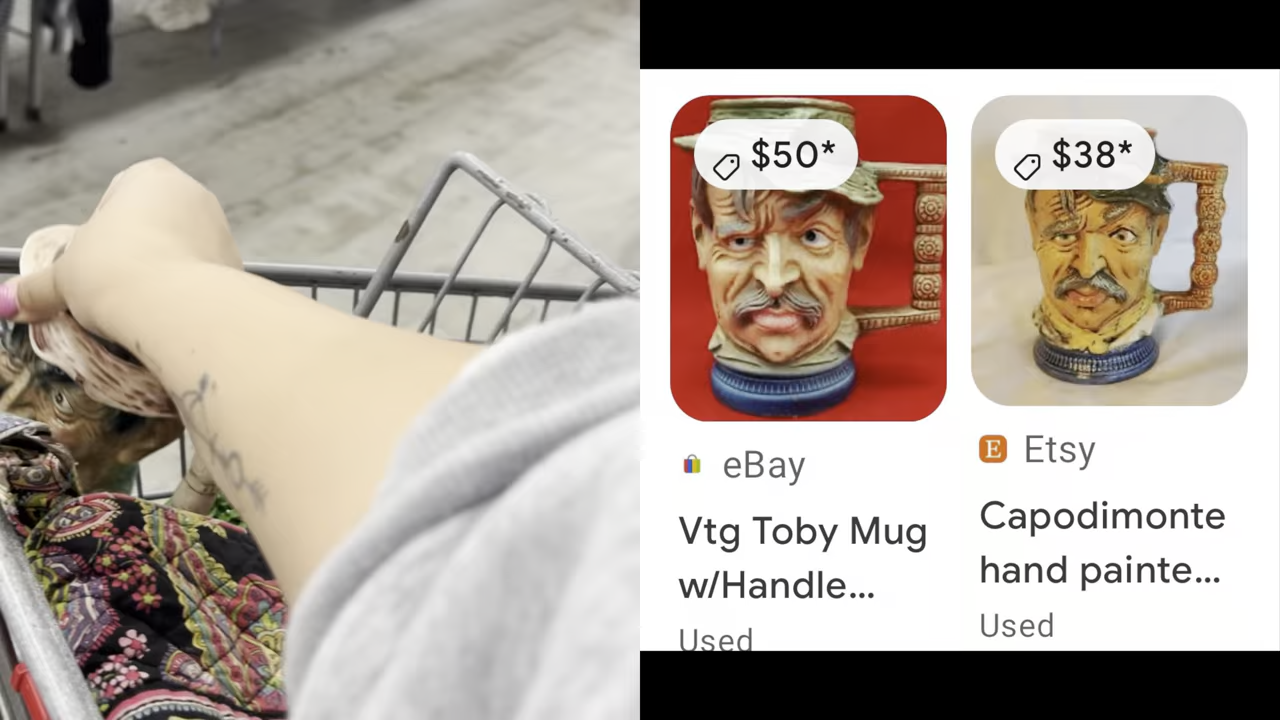 $50*
$38*
eBay
Vtg Toby Mug
w/Handle...
Used
E Etsy
Capodimonte
hand painte...
Used